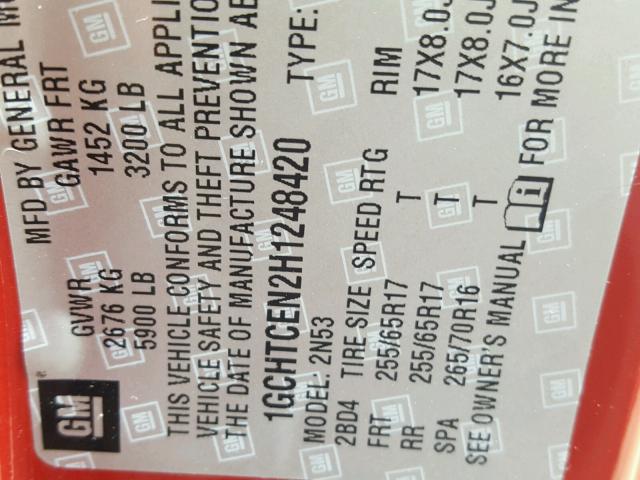 GM
®
MFD BY GENERAL MO
GVWR GAWR FRT
2676 KG 1452 KG
5900 LB 3200 LB
THIS VEHICLE CONFORMS TO ALL APPLI
VEHICLE SAFETY AND THEFT PREVENTIO
THE DATE OF MANUFACTURE SHOWN AB
1GCHTCEN2H1248420 TYPE:
MODEL: 2N53
2BD4 TIRE SIZE SPEED RTG RIM
FRT 255/65R17 T 17X8.0J
RR 255/65R17 T 17X8.0J
SPA 265/70R16 T 16X7.0J
SEE OWNER'S MANUAL i FOR MORE IN